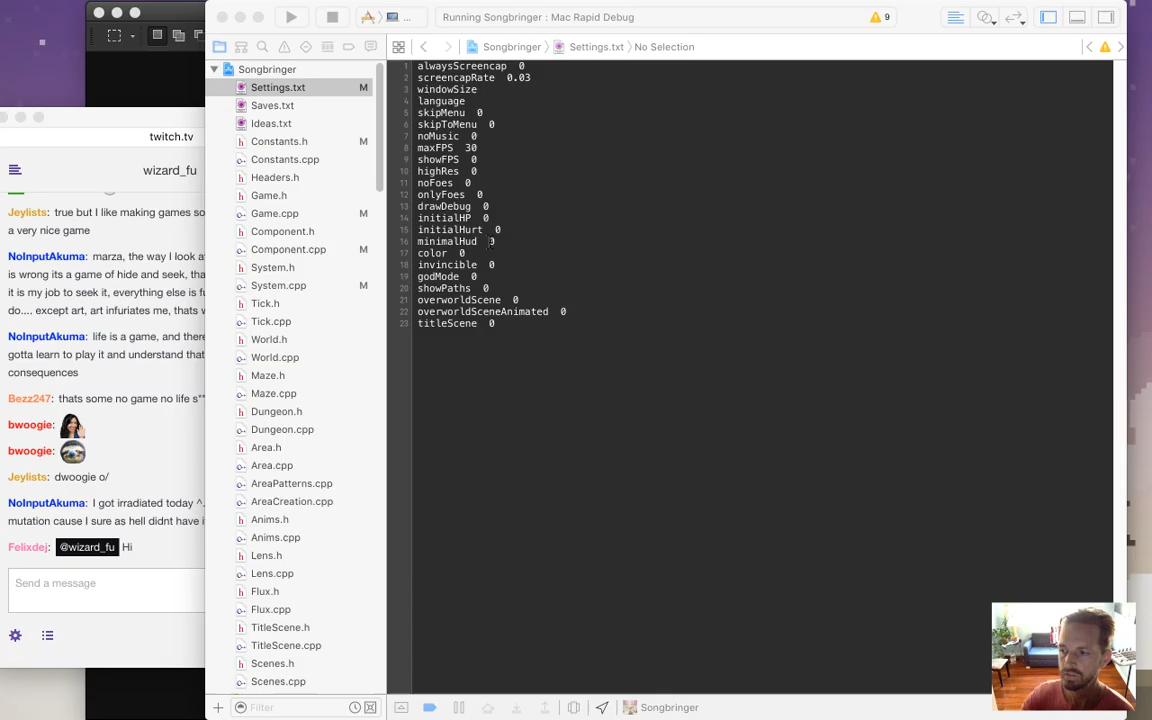 Running Songbringer : Mac Rapid Debug
9
Songbringer
Settings.txt
No Selection
twitch.tv
wizard_fu
Jeylists: true but I like making games so
a very nice game
NoInputAkuma: marza, the way I look a
is wrong its a game of hide and seek, tha
it is my job to seek it, everything else is fu
do.... except art, art infuriates me, thats v
NoInputAkuma: life is a game, and there
gotta learn to play it and understand that
consequences
Bezz247: thats some no game no life s**
bwoogie:
bwoogie:
Jeylists: dwoogie o/
NoInputAkuma: I got irradiated today ^.
mutation cause I sure as hell didnt have i
Felixdej: @wizard_fu Hi
Send a message
Songbringer
Settings.txt M
Saves.txt
Ideas.txt
Constants.h M
Constants.cpp
Headers.h
Game.h
Game.cpp M
Component.h
Component.cpp M
System.h
System.cpp M
Tick.h
Tick.cpp
World.h
World.cpp
Maze.h
Maze.cpp
Dungeon.h
Dungeon.cpp
Area.h
Area.cpp
AreaPatterns.cpp
AreaCreation.cpp
Anims.h
Anims.cpp
Lens.h
Lens.cpp
Flux.h
Flux.cpp
TitleScene.h
TitleScene.cpp
Scenes.h
Scenes.cpp
Filter
1 alwaysScreencap 0
2 screencapRate 0.03
3 windowSize
4 language
5 skipMenu 0
6 skipToMenu 0
7 noMusic 0
8 maxFPS 30
9 showFPS 0
10 highRes 0
11 noFoes 0
12 onlyFoes 0
13 drawDebug 0
14 initialHP 0
15 initialHurt 0
16 minimalHud 0
17 color 0
18 invincible 0
19 godMode 0
20 showPaths 0
21 overworldScene 0
22 overworldSceneAnimated 0
23 titleScene 0
Songbringer